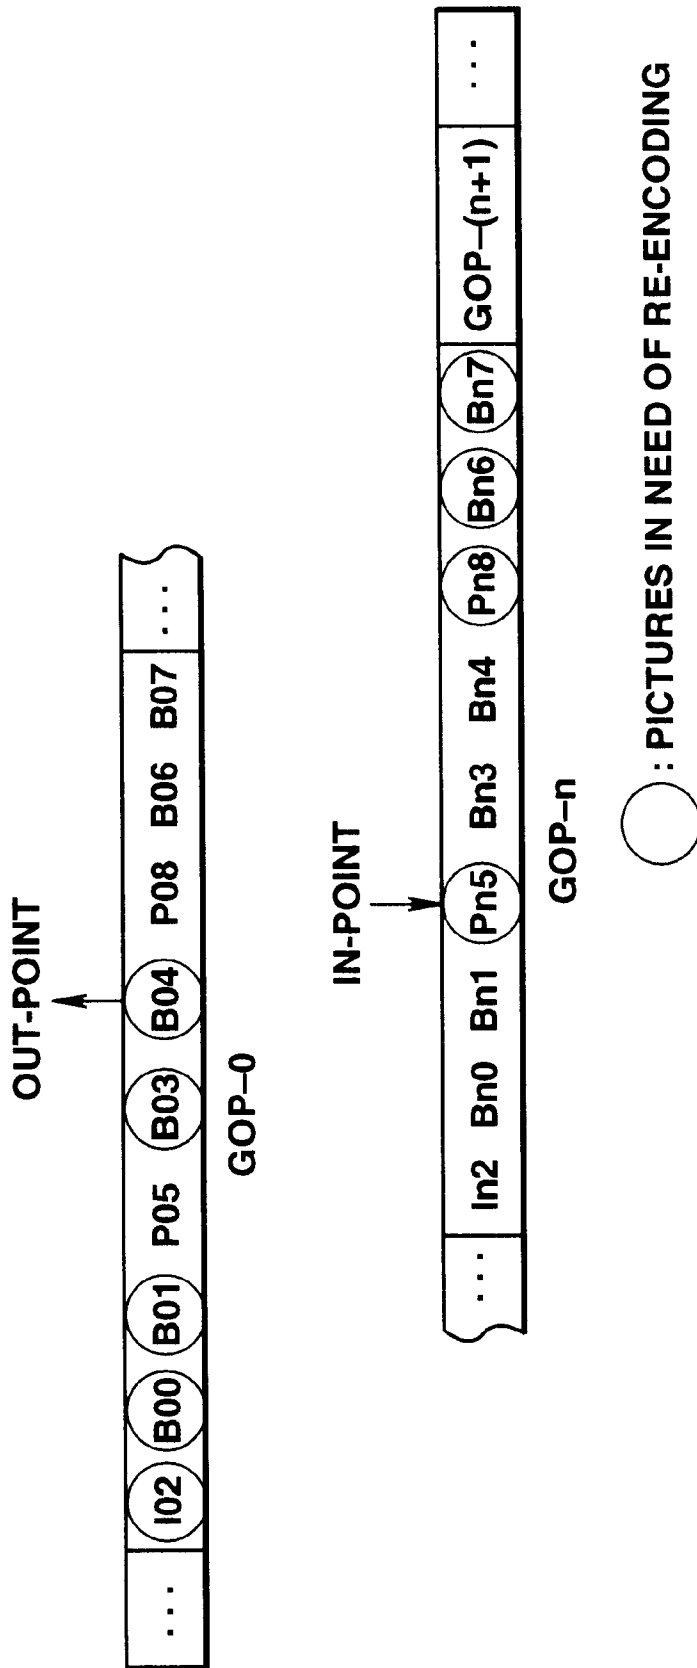 OUT-POINT
... I02 B00 B01 P05 B03 B04 P08 B06 B07 ...
GOP–0
IN-POINT
... In2 Bn0 Bn1 Pn5 Bn3 Bn4 Pn8 Bn6 Bn7 GOP–(n+1) ...
GOP–n
: PICTURES IN NEED OF RE-ENCODING